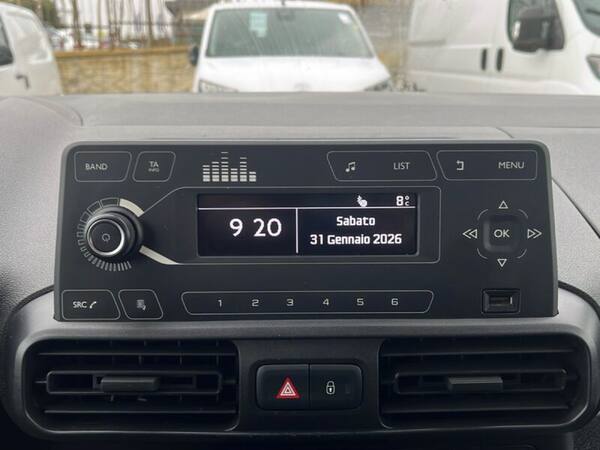 BAND
TA
INFO
LIST
MENU
8°
9 20
Sabato
31 Gennaio 2026
OK
SRC
1 2 3 4 5 6